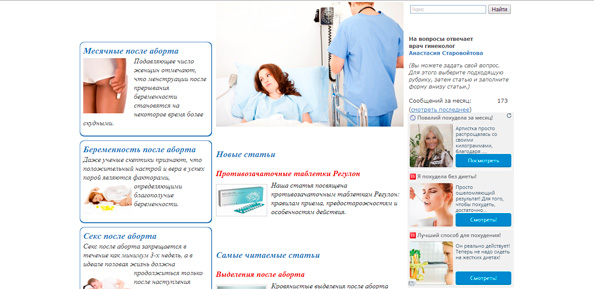 Найти
Месячные после аборта
Подавляющее число
женщин отмечают,
что менструации после
прерывания
беременности
становятся на
некоторое время более
скудными.
Беременность после аборта
Даже ученые скептики признают, что
положительный настрой и вера в успех
порой являются факторами,
определяющими
благополучие
беременности.
Секс после аборта
Секс после аборта запрещается в
течение как минимум 3-х недель, а в
идеале половая жизнь должна
продолжиться только
после наступления
Новые статьи
Противозачаточные таблетки Регулон
Наша статья посвящена
противозачаточным таблеткам Регулон:
правилам приема, предосторожностям и
особенностям действия.
Самые читаемые статьи
Выделения после аборта
Кровянистые выделения после аборта
На вопросы отвечает
врач гинеколог
Анастасия Старовойтова
(Вы можете задать свой вопрос.
Для этого выберите подходящую
рубрику, затем статью и заполните
форму внизу статьи.)
Сообщений за месяц: 173
(смотреть последнее)
Повалий похудела за месяц!
Артистка просто
распрощалась со
своими
килограммами,
благодаря ...
Посмотреть
Я похудела без диеты!
Просто
ошеломляющий
результат! Для того,
чтобы похудеть,
достаточно...
Смотреть!
Лучший способ для похудения!
Он реально действует!
Теперь не надо сидеть
на жестких диетах!
Смотреть!